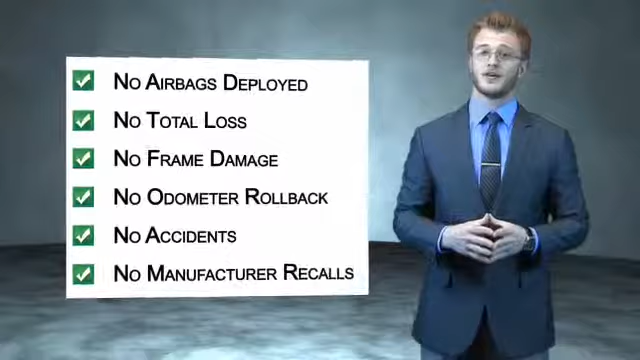 No Airbags Deployed
No Total Loss
No Frame Damage
No Odometer Rollback
No Accidents
No Manufacturer Recalls